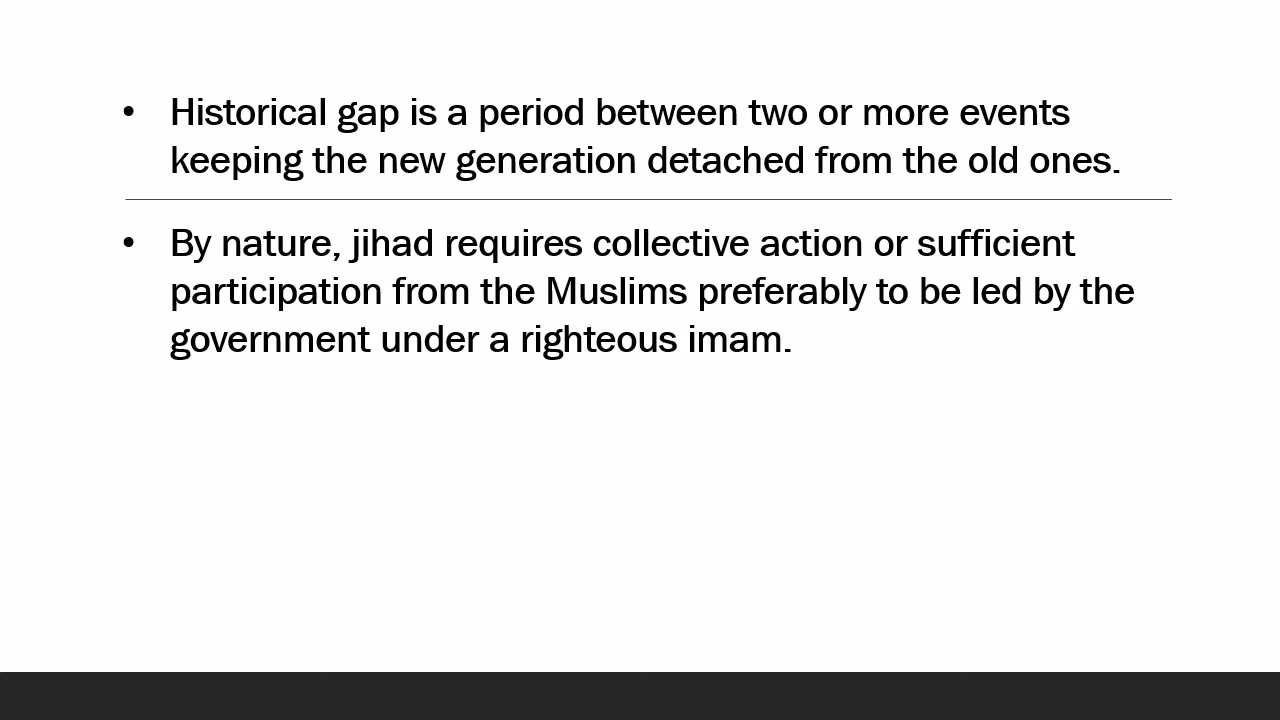 • Historical gap is a period between two or more events
keeping the new generation detached from the old ones.
• By nature, jihad requires collective action or sufficient
participation from the Muslims preferably to be led by the
government under a righteous imam.